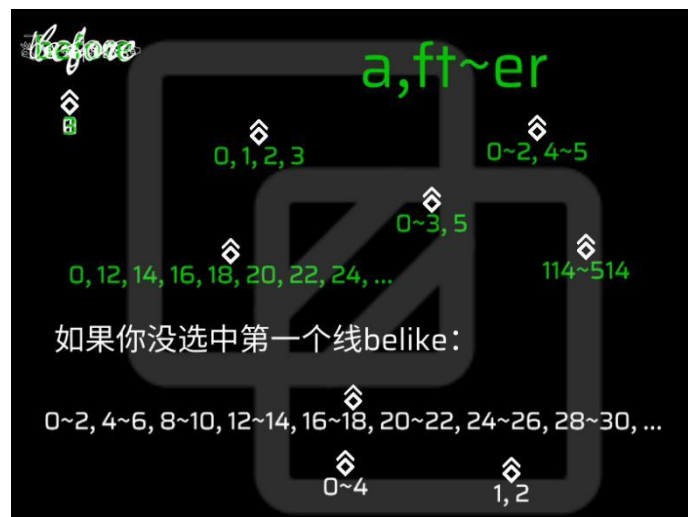 before
a,ft~er
0, 1, 2, 3
0~2, 4~5
0~3, 5
0, 12, 14, 16, 18, 20, 22, 24, ...
114~514
如果你没选中第一个线belike：
0~2, 4~6, 8~10, 12~14, 16~18, 20~22, 24~26, 28~30, ...
0~4
1, 2